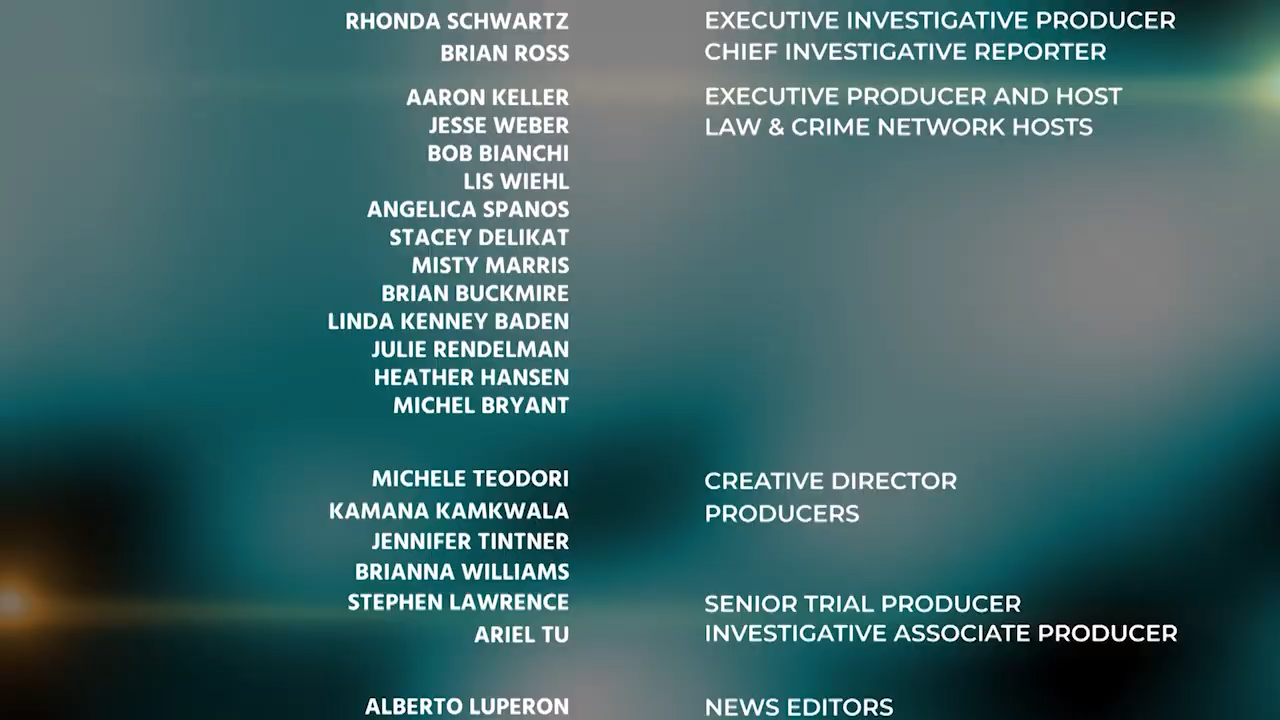 RHONDA SCHWARTZ EXECUTIVE INVESTIGATIVE PRODUCER
BRIAN ROSS CHIEF INVESTIGATIVE REPORTER
AARON KELLER EXECUTIVE PRODUCER AND HOST
JESSE WEBER LAW & CRIME NETWORK HOSTS
BOB BIANCHI
LIS WIEHL
ANGELICA SPANOS
STACEY DELIKAT
MISTY MARRIS
BRIAN BUCKMIRE
LINDA KENNEY BADEN
JULIE RENDELMAN
HEATHER HANSEN
MICHEL BRYANT
MICHELE TEODORI CREATIVE DIRECTOR
KAMANA KAMKWALA PRODUCERS
JENNIFER TINTNER
BRIANNA WILLIAMS
STEPHEN LAWRENCE SENIOR TRIAL PRODUCER
ARIEL TU INVESTIGATIVE ASSOCIATE PRODUCER
ALBERTO LUPERON NEWS EDITORS